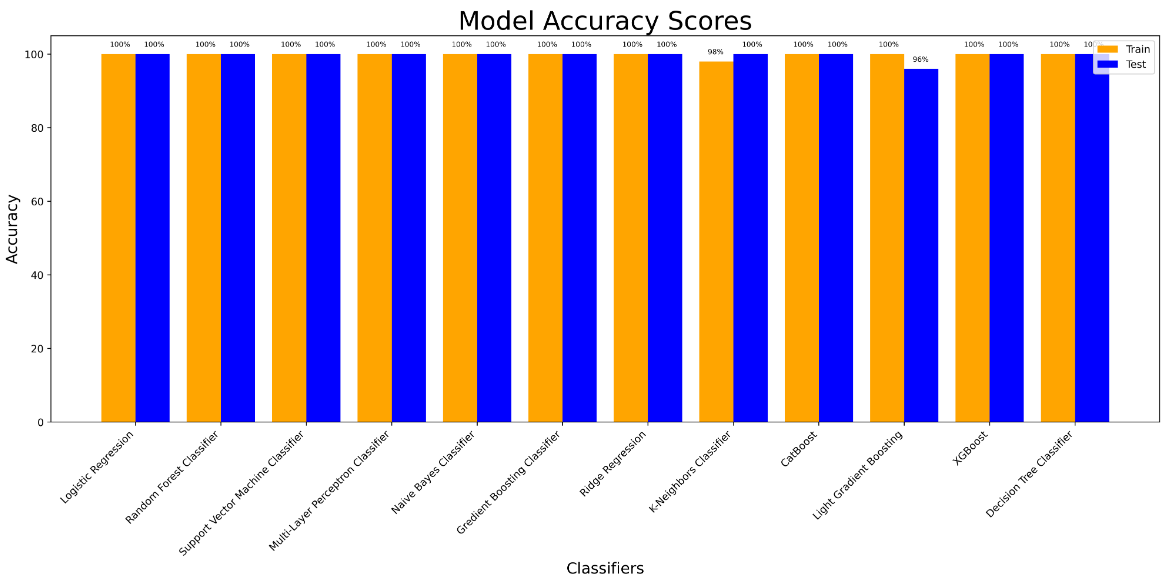 Model Accuracy Scores
100% 100% 100% 100% 100% 100% 100% 100% 100% 100% 100% 100% 100% 100% 98% 100% 100% 100% 100% 96% 100% 100% 100%
Train
Test
100
80
60
40
20
0
Accuracy
Logistic Regression
Random Forest Classifier
Support Vector Machine Classifier
Multi-Layer Perceptron Classifier
Naive Bayes Classifier
Gredient Boosting Classifier
Ridge Regression
K-Neighbors Classifier
CatBoost
Light Gradient Boosting
XGBoost
Decision Tree Classifier
Classifiers